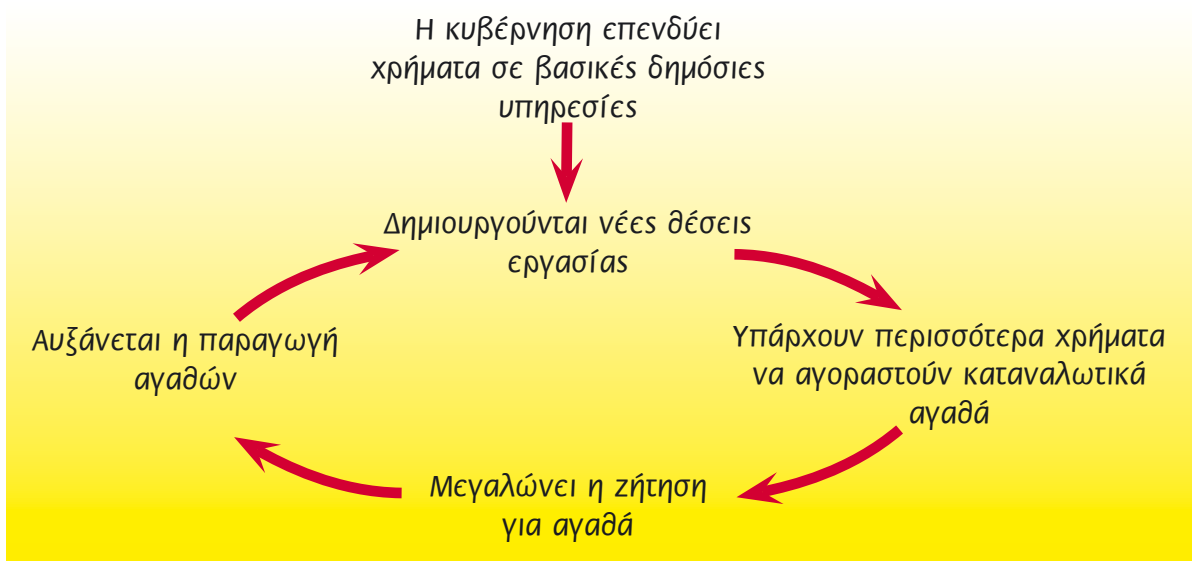 Η κυβέρνηση επενδύει
χρήματα σε βασικές δημόσιες
υπηρεσίες
Δημιουργούνται νέες θέσεις
εργασίας
Υπάρχουν περισσότερα χρήματα
να αγοραστούν καταναλωτικά
αγαθά
Μεγαλώνει η ζήτηση
για αγαθά
Αυξάνεται η παραγωγή
αγαθών